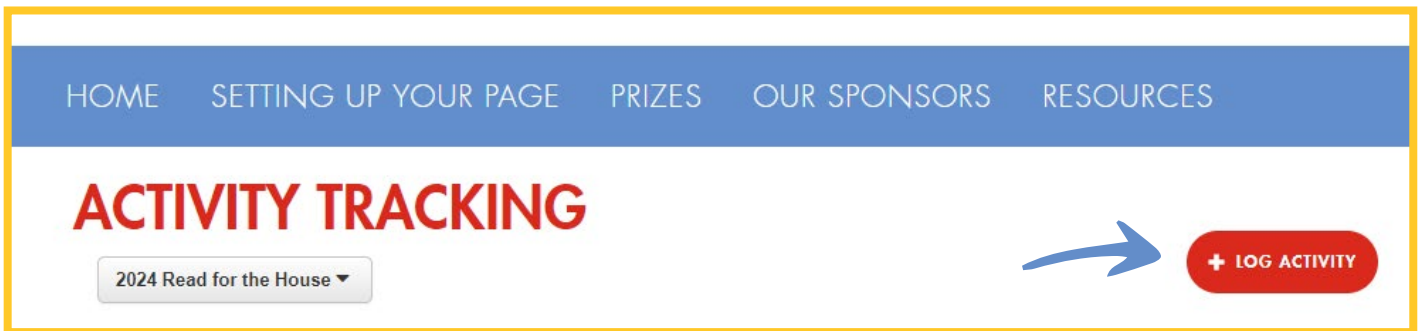 HOME SETTING UP YOUR PAGE PRIZES OUR SPONSORS RESOURCES
ACTIVITY TRACKING
2024 Read for the House
+ LOG ACTIVITY